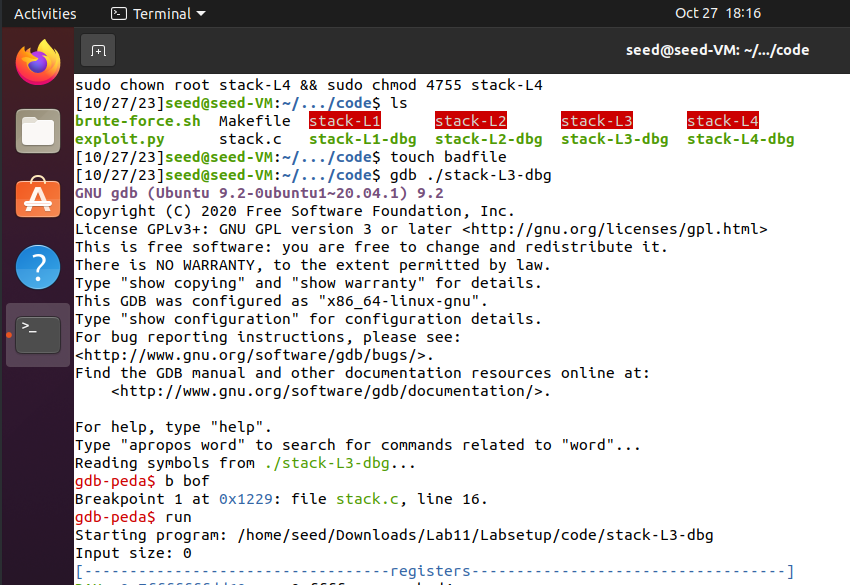 Activities Terminal Oct 27 18:16
seed@seed-VM: ~/.../code
sudo chown root stack-L4 && sudo chmod 4755 stack-L4
[10/27/23]seed@seed-VM:~/.../code$ ls
brute-force.sh Makefile stack-L1 stack-L2 stack-L3 stack-L4
exploit.py stack.c stack-L1-dbg stack-L2-dbg stack-L3-dbg stack-L4-dbg
[10/27/23]seed@seed-VM:~/.../code$ touch badfile
[10/27/23]seed@seed-VM:~/.../code$ gdb ./stack-L3-dbg
GNU gdb (Ubuntu 9.2-0ubuntu1~20.04.1) 9.2
Copyright (C) 2020 Free Software Foundation, Inc.
License GPLv3+: GNU GPL version 3 or later <http://gnu.org/licenses/gpl.html>
This is free software: you are free to change and redistribute it.
There is NO WARRANTY, to the extent permitted by law.
Type "show copying" and "show warranty" for details.
This GDB was configured as "x86_64-linux-gnu".
Type "show configuration" for configuration details.
For bug reporting instructions, please see:
<http://www.gnu.org/software/gdb/bugs/>.
Find the GDB manual and other documentation resources online at:
<http://www.gnu.org/software/gdb/documentation/>.
For help, type "help".
Type "apropos word" to search for commands related to "word"...
Reading symbols from ./stack-L3-dbg...
gdb-peda$ b bof
Breakpoint 1 at 0x1229: file stack.c, line 16.
gdb-peda$ run
Starting program: /home/seed/Downloads/Lab11/Labsetup/code/stack-L3-dbg
Input size: 0
[----------------------------------registers-----------------------------------]